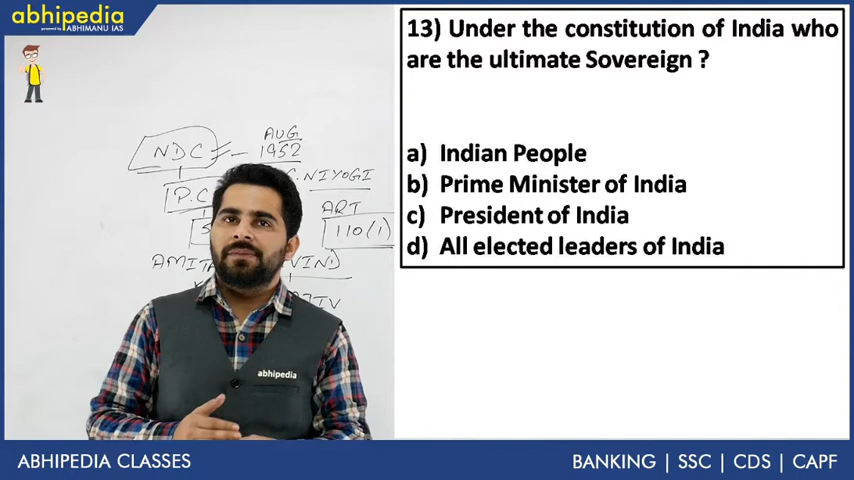 abhipedia
powered by ABHIMANU IAS
13) Under the constitution of India who
are the ultimate Sovereign ?
a) Indian People
b) Prime Minister of India
c) President of India
d) All elected leaders of India
NDC
AUG
1952
NIYOGI
P.C
ART
110(1)
abhipedia
ABHIPEDIA CLASSES
BANKING | SSC | CDS | CAPF